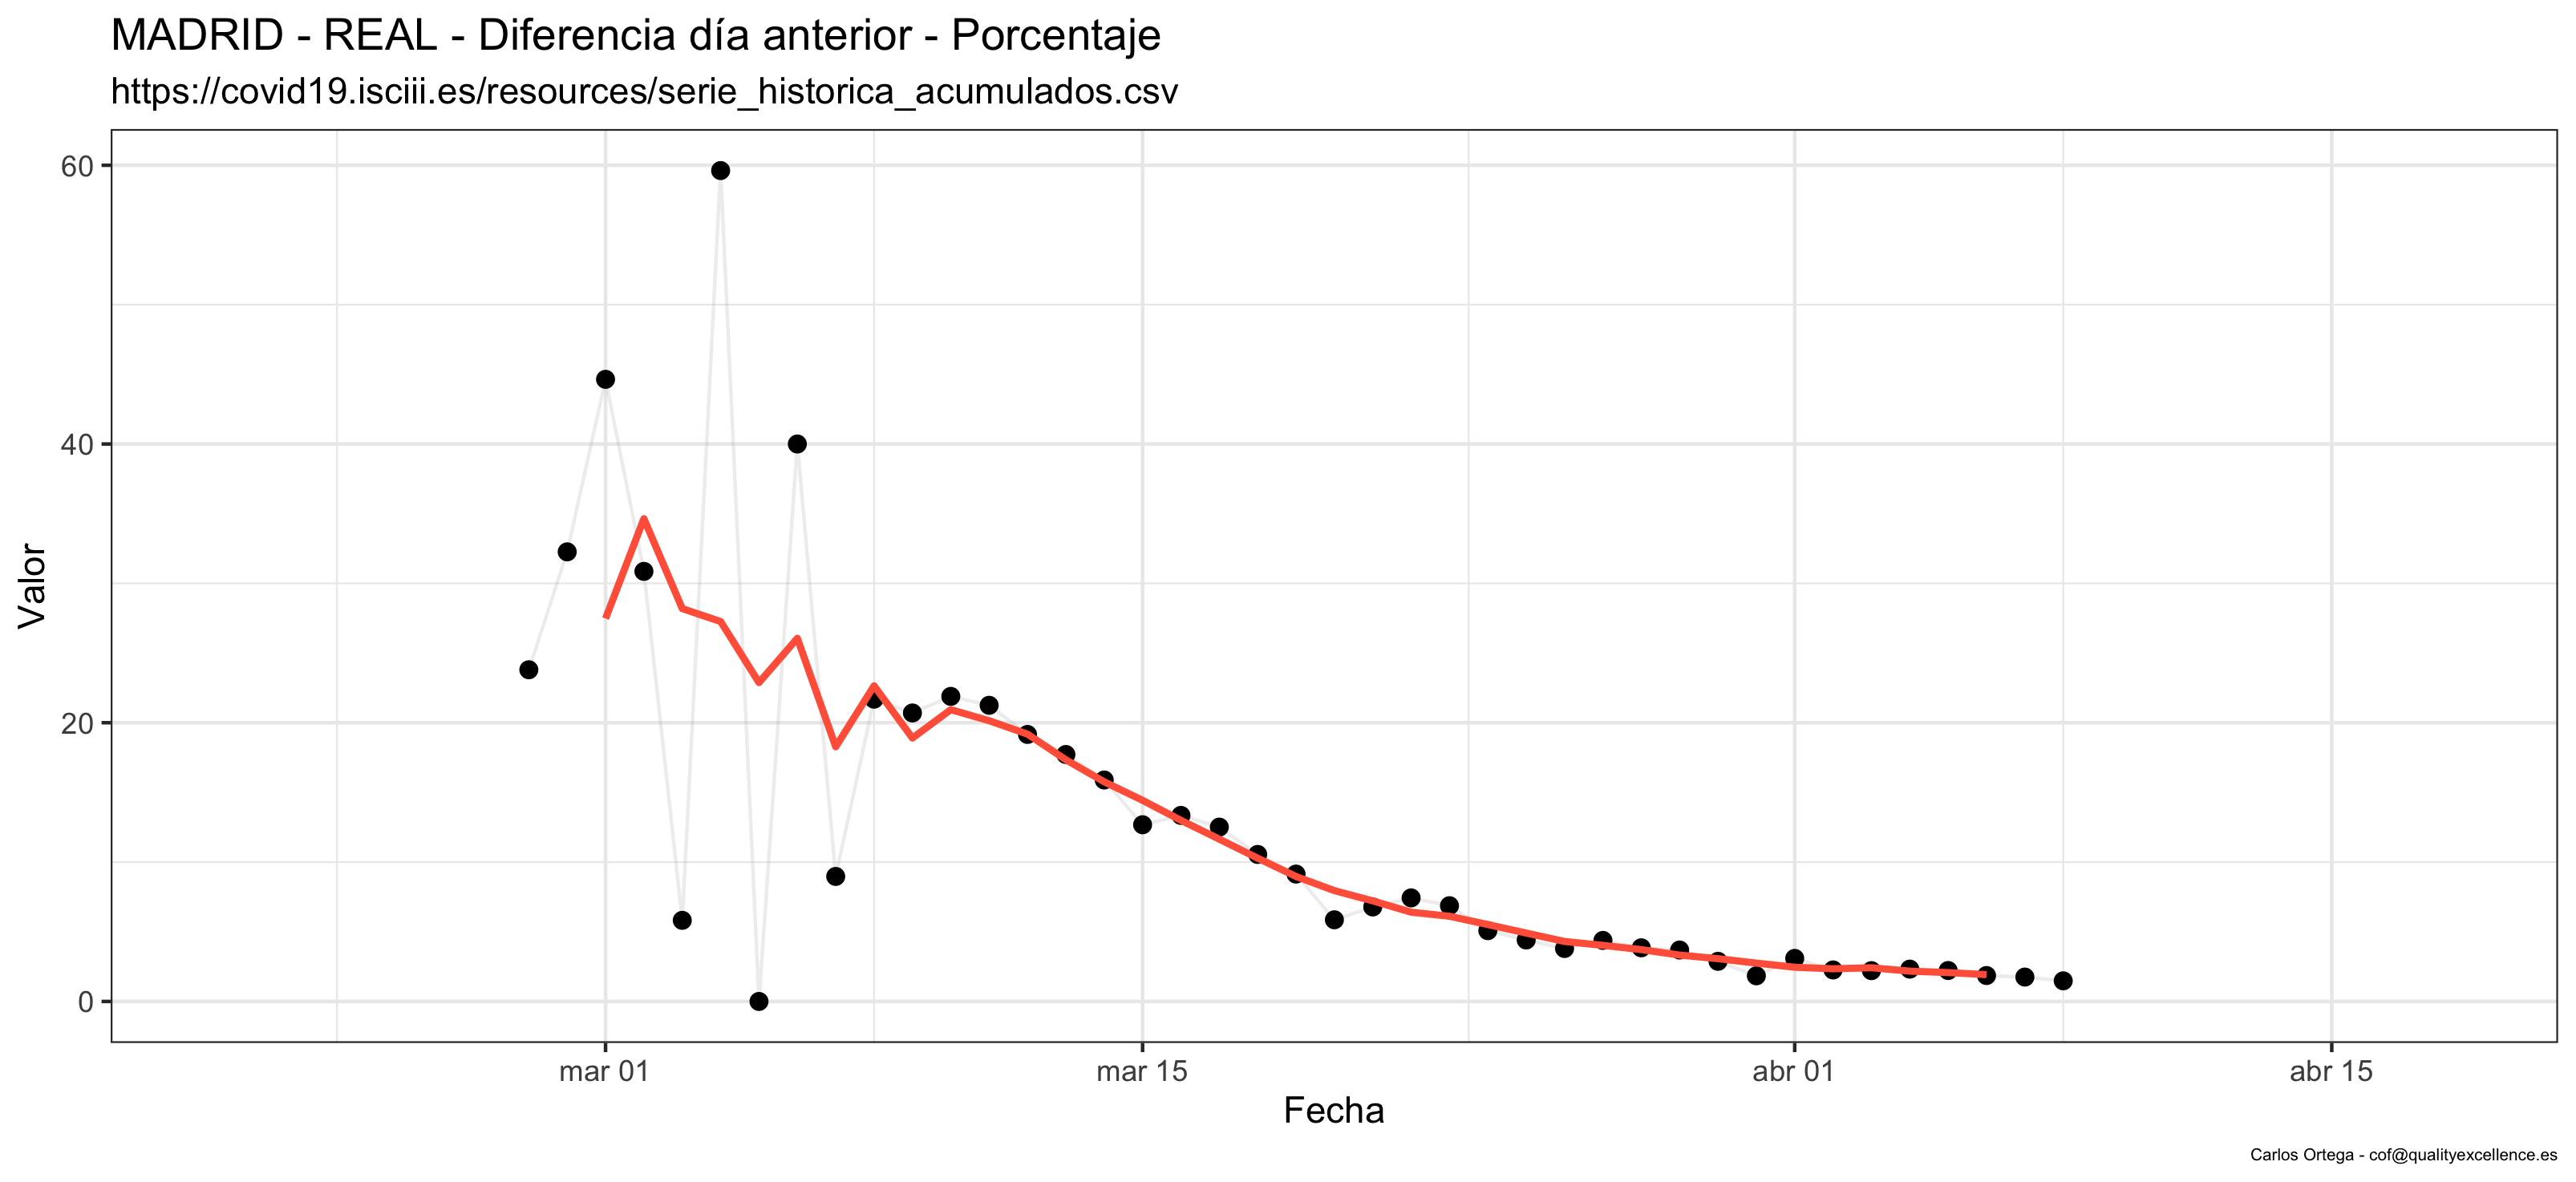 MADRID - REAL - Diferencia día anterior - Porcentaje
https://covid19.isciii.es/resources/serie_historica_acumulados.csv
60
40
20
0
Valor
mar 01
mar 15
abr 01
abr 15
Fecha
Carlos Ortega - cof@qualityexcellence.es